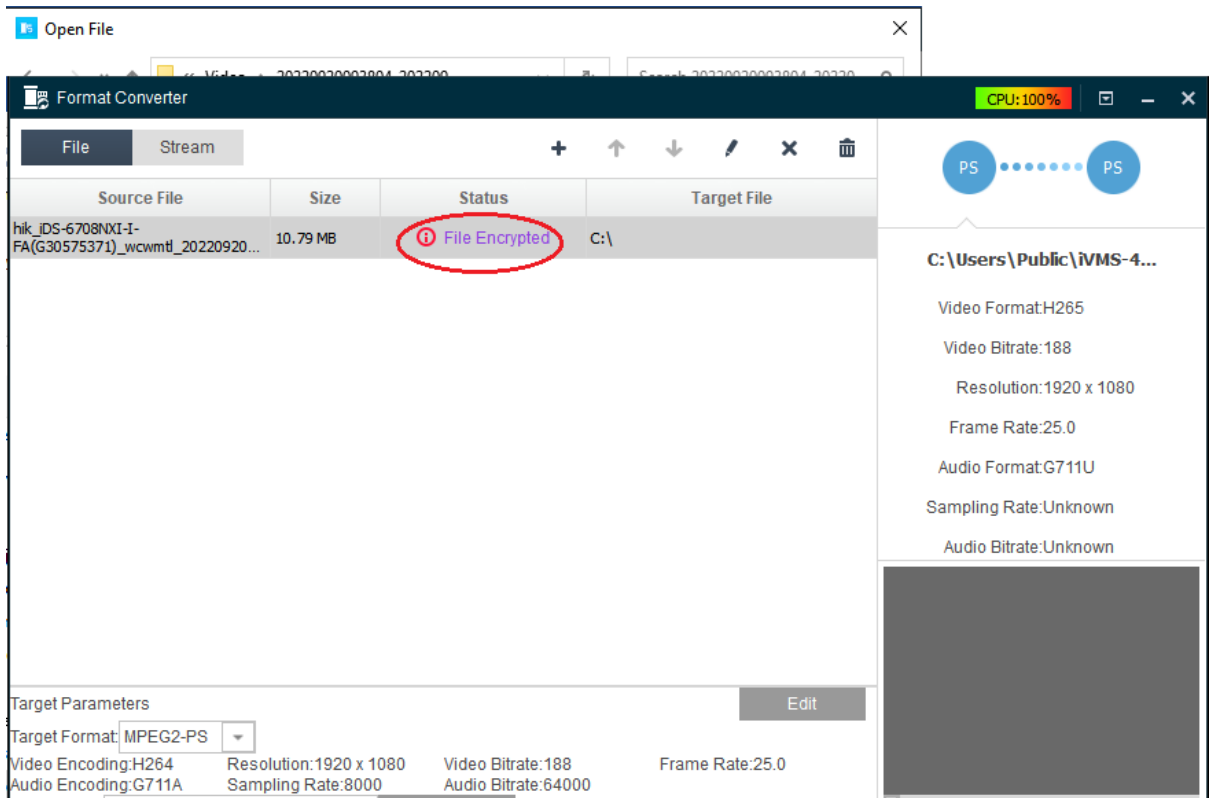 Open File
Format Converter
CPU:100%
File
Stream
PS
PS
Source File
Size
Status
Target File
hik_iDS-6708NXI-I-
FA(G30575371)_wcwmtl_20220920...
10.79 MB
File Encrypted
C:\
C:\Users\Public\iVMS-4...
Video Format:H265
Video Bitrate:188
Resolution:1920 x 1080
Frame Rate:25.0
Audio Format:G711U
Sampling Rate:Unknown
Audio Bitrate:Unknown
Target Parameters
Edit
Target Format: MPEG2-PS
Video Encoding:H264
Resolution:1920 x 1080
Video Bitrate:188
Frame Rate:25.0
Audio Encoding:G711A
Sampling Rate:8000
Audio Bitrate:64000